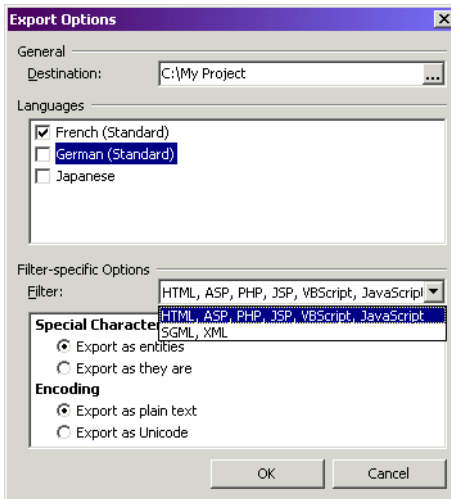 Export Options
General
Destination: C:\My Project ...
Languages
French (Standard)
German (Standard)
Japanese
Filter-specific Options
Filter: HTML, ASP, PHP, JSP, VBScript, JavaScript
HTML, ASP, PHP, JSP, VBScript, JavaScript
SGML, XML
Special Character
Export as entities
Export as they are
Encoding
Export as plain text
Export as Unicode
OK Cancel